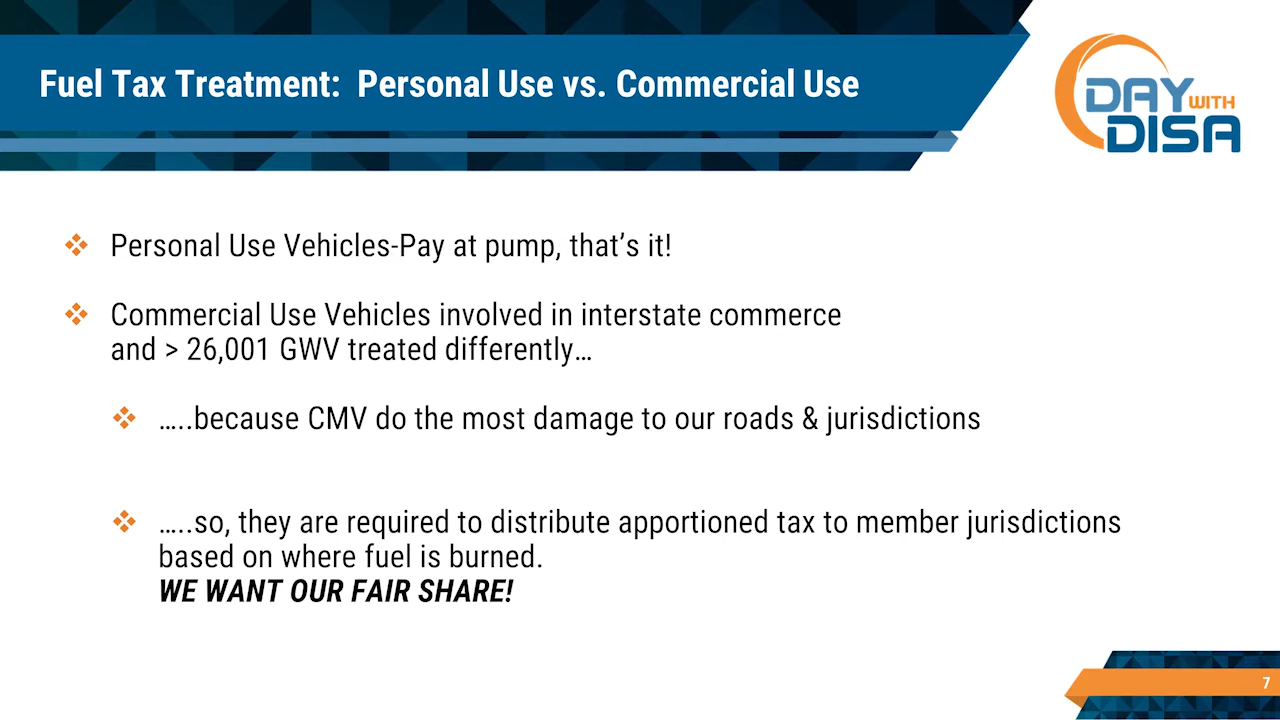 Fuel Tax Treatment:  Personal Use vs. Commercial Use
DAY WITH
DISA
Personal Use Vehicles-Pay at pump, that’s it!
Commercial Use Vehicles involved in interstate commerce
and > 26,001 GWV treated differently…
…..because CMV do the most damage to our roads & jurisdictions
…..so, they are required to distribute apportioned tax to member jurisdictions
based on where fuel is burned.
WE WANT OUR FAIR SHARE!
7